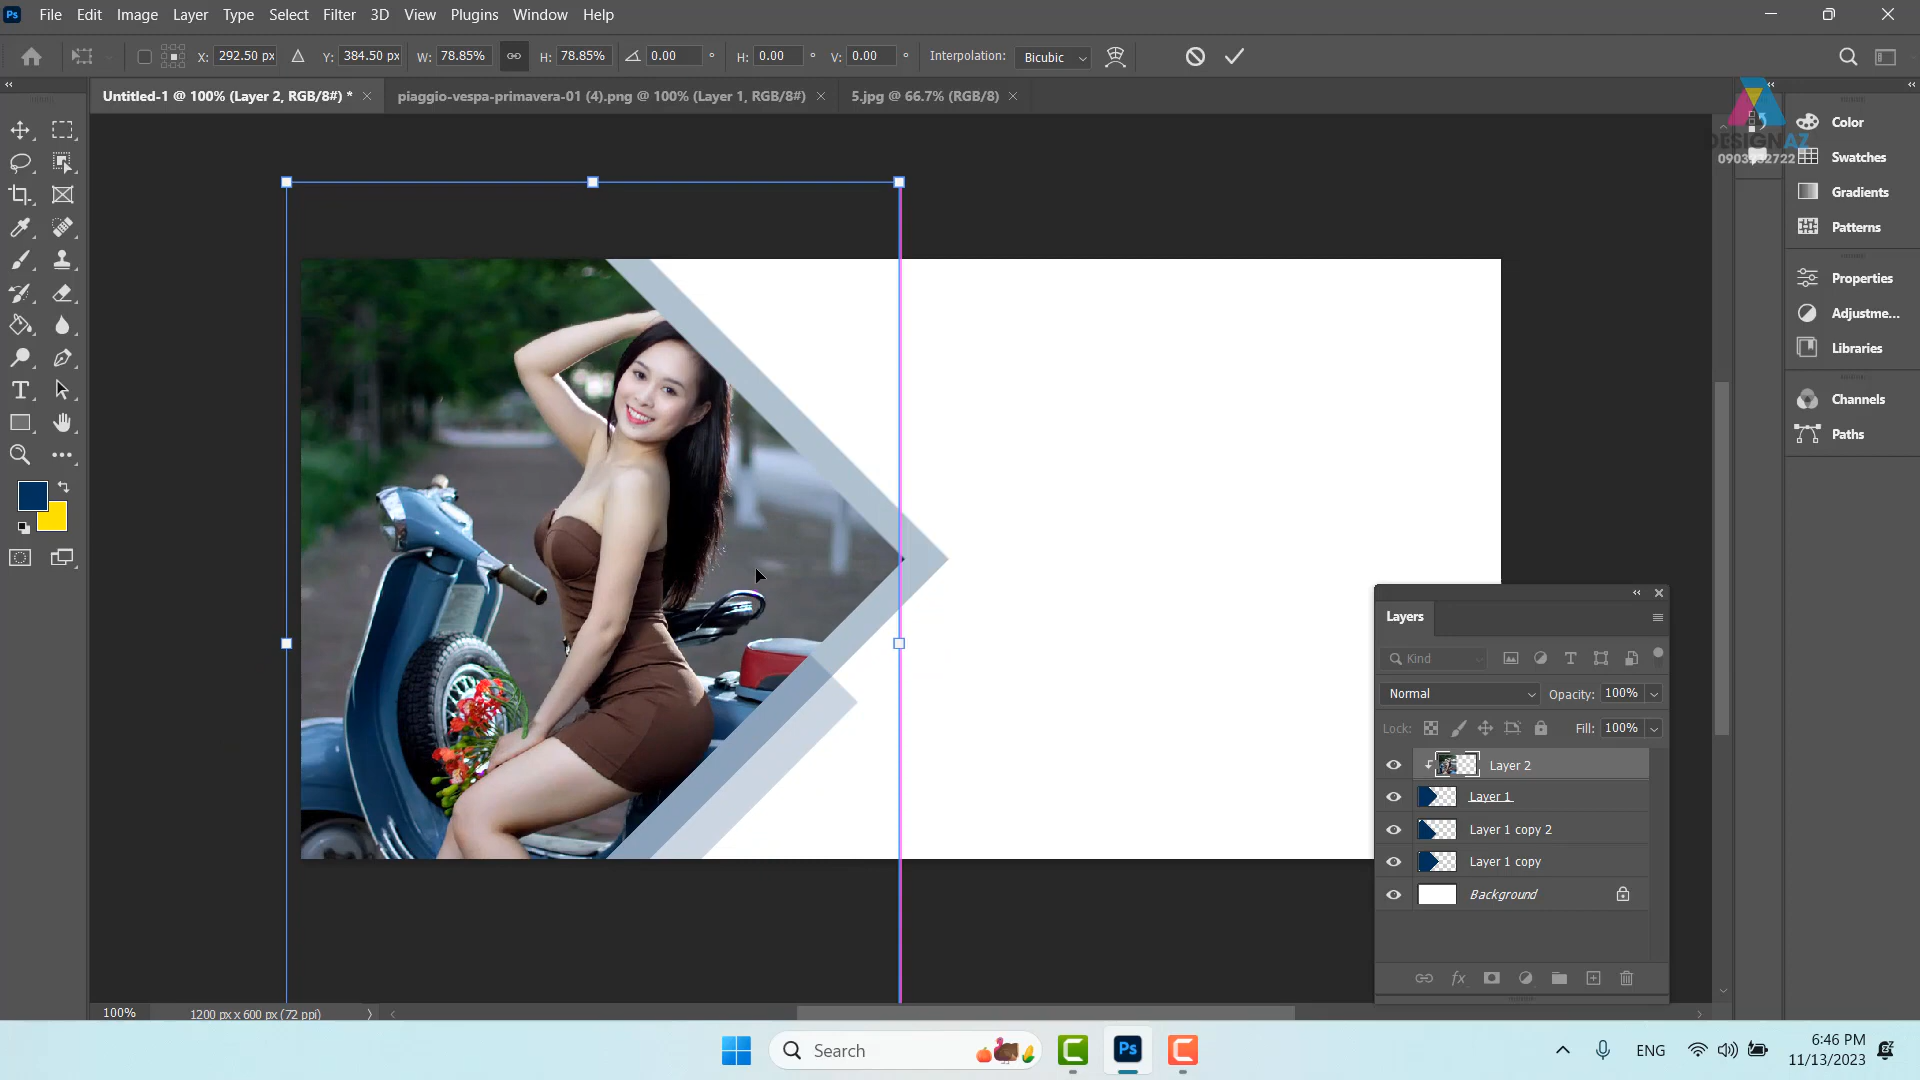 Ps File Edit Image Layer Type Select Filter 3D View Plugins Window Help
X: 292.50 px Y: 384.50 px W: 78.85% H: 78.85% 0.00 ° H: 0.00 ° V: 0.00 ° Interpolation: Bicubic
Untitled-1 @ 100% (Layer 2, RGB/8#) * piaggio-vespa-primavera-01 (4).png @ 100% (Layer 1, RGB/8#) 5.jpg @ 66.7% (RGB/8)
Color
DESIGNAZ
Swatches
Gradients
Patterns
Properties
Adjustme...
Libraries
Channels
Paths
Layers
Kind
Normal Opacity: 100%
Lock: Fill: 100%
Layer 2
Layer 1
Layer 1 copy 2
Layer 1 copy
Background
fx
100% 1200 px x 600 px (72 ppi)
Search
Ps
ENG
6:46 PM
11/13/2023